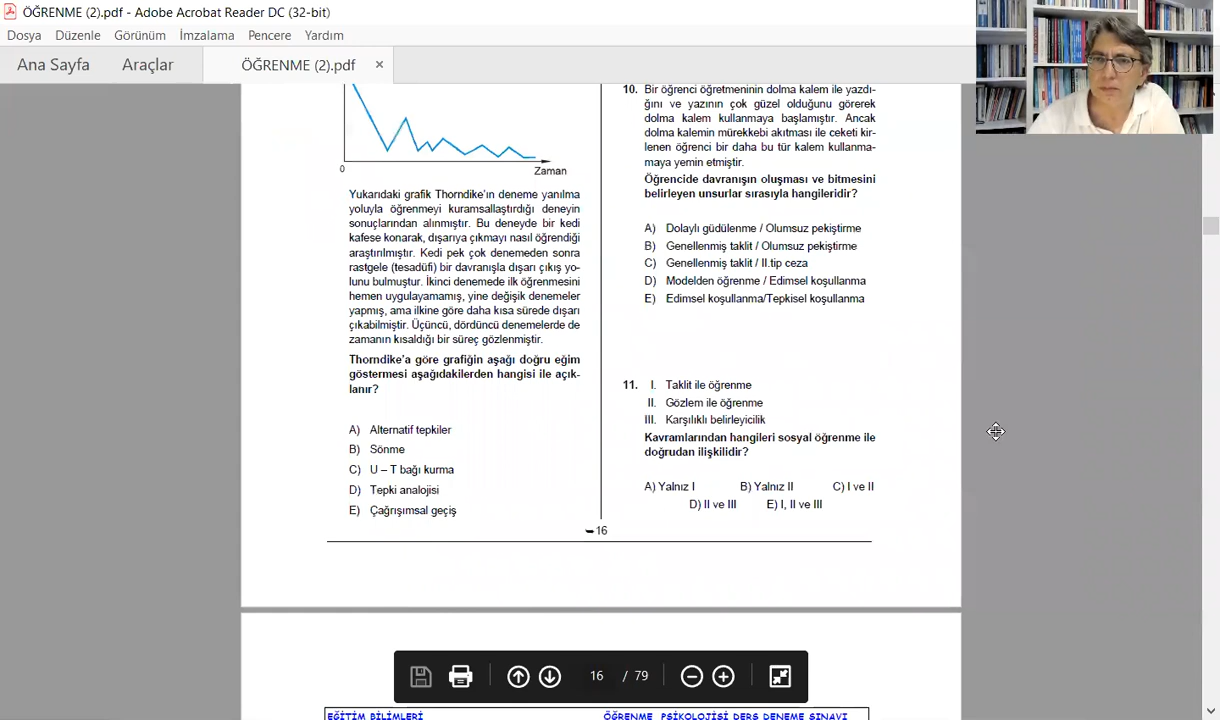 ÖĞRENME (2).pdf - Adobe Acrobat Reader DC (32-bit)
Dosya Düzenle Görünüm İmzalama Pencere Yardım
Ana Sayfa Araçlar ÖĞRENME (2).pdf ×
0
Zaman
Yukarıdaki grafik Thorndike'ın deneme yanılma
yoluyla öğrenmeyi kuramsallaştırdığı deneyin
sonuçlarından alınmıştır. Bu deneyde bir kedi
kafese konarak, dışarıya çıkmayı nasıl öğrendiği
araştırılmıştır. Kedi pek çok denemeden sonra
rastgele (tesadüfi) bir davranışla dışarı çıkış yo-
lunu bulmuştur. İkinci denemede ilk öğrenmesini
hemen uygulayamamış, yine değişik denemeler
yapmış, ama ilkine göre daha kısa sürede dışarı
çıkabilmiştir. Üçüncü, dördüncü denemelerde de
zamanın kısaldığı bir süreç gözlenmiştir.
Thorndike'a göre grafiğin aşağı doğru eğim
göstermesi aşağıdakilerden hangisi ile açık-
lanır?
A) Alternatif tepkiler
B) Sönme
C) U – T bağı kurma
D) Tepki analojisi
E) Çağrışımsal geçiş
10. Bir öğrenci öğretmeninin dolma kalem ile yazdı-
ğını ve yazının çok güzel olduğunu görerek
dolma kalem kullanmaya başlamıştır. Ancak
dolma kalemin mürekkebi akıtması ile ceketi kir-
lenen öğrenci bir daha bu tür kalem kullanma-
maya yemin etmiştir.
Öğrencide davranışın oluşması ve bitmesini
belirleyen unsurlar sırasıyla hangileridir?
A) Dolaylı güdülenme / Olumsuz pekiştirme
B) Genellenmiş taklit / Olumsuz pekiştirme
C) Genellenmiş taklit / II.tip ceza
D) Modelden öğrenme / Edimsel koşullanma
E) Edimsel koşullanma/Tepkisel koşullanma
11. I. Taklit ile öğrenme
II. Gözlem ile öğrenme
III. Karşılıklı belirleyicilik
Kavramlarından hangileri sosyal öğrenme ile
doğrudan ilişkilidir?
A) Yalnız I B) Yalnız II C) I ve II
D) II ve III E) I, II ve III
16
16 / 79
EĞİTİM BİLİMLERİ ÖĞRENME PSİKOLOJİSİ DERS DENEME SINAVI